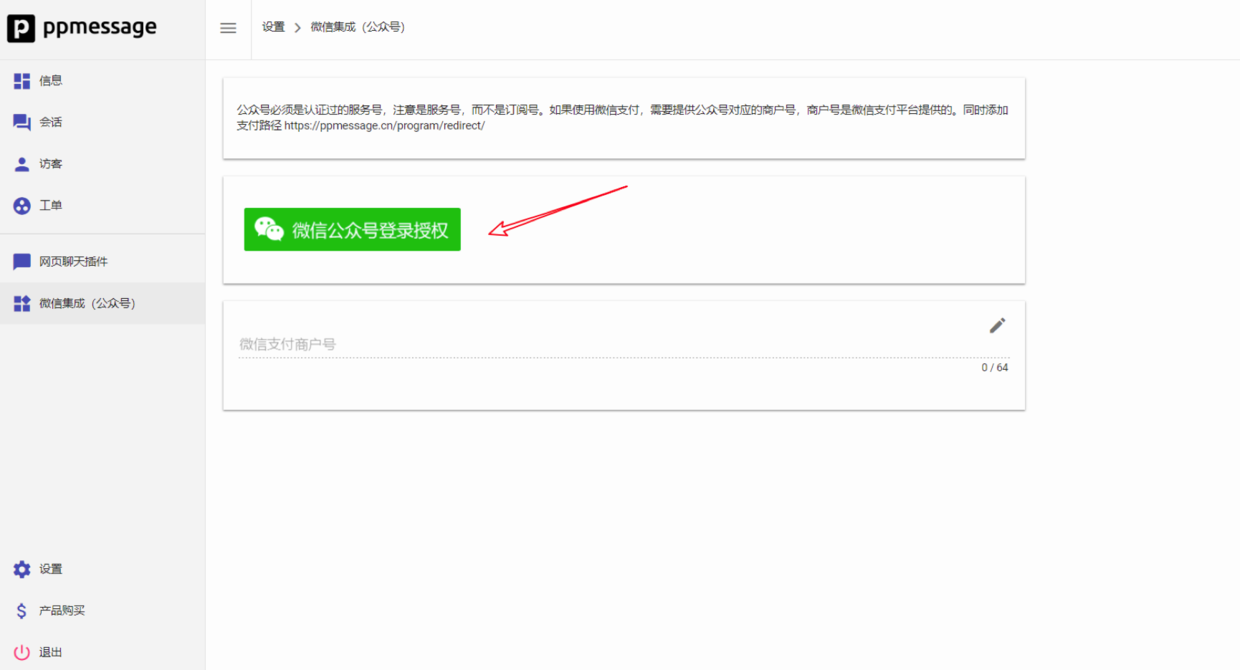 ppmessage
设置 > 微信集成（公众号）
信息
会话
访客
工单
网页聊天插件
微信集成（公众号）
设置
产品购买
退出
公众号必须是认证过的服务号，注意是服务号，而不是订阅号。如果使用微信支付，需要提供公众号对应的商户号，商户号是微信支付平台提供的。同时添加
支付路径 https://ppmessage.cn/program/redirect/
微信公众号登录授权
微信支付商户号
0 / 64